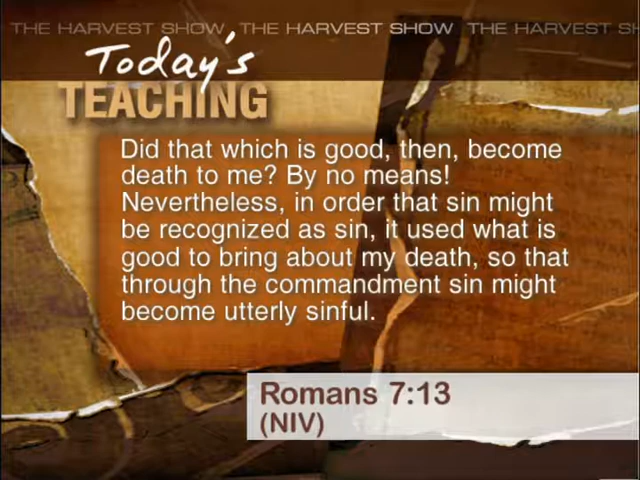 THE HARVEST SHOW THE HARVEST SHOW THE HARVEST SH
Today's
TEACHING
Did that which is good, then, become
death to me? By no means!
Nevertheless, in order that sin might
be recognized as sin, it used what is
good to bring about my death, so that
through the commandment sin might
become utterly sinful.
Romans 7:13
(NIV)